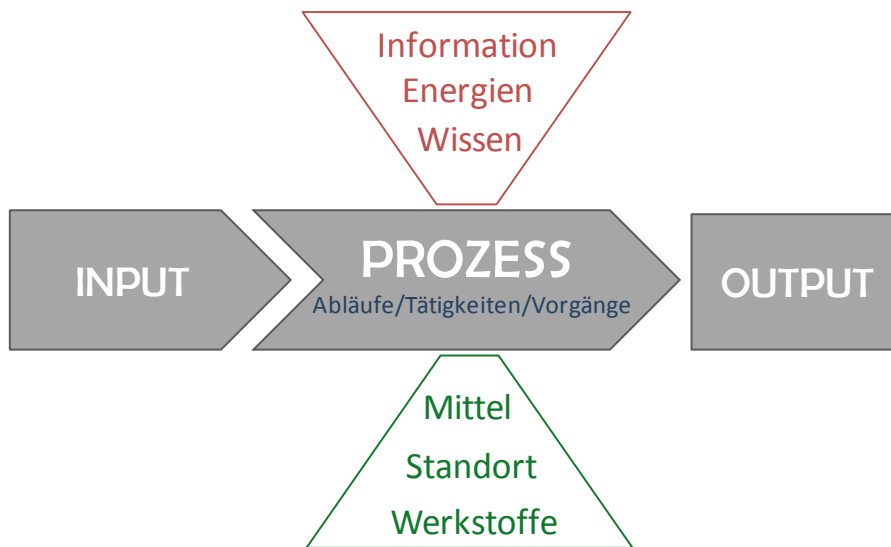 Information
Energien
Wissen
INPUT
PROZESS
Abläufe/Tätigkeiten/Vorgänge
OUTPUT
Mittel
Standort
Werkstoffe